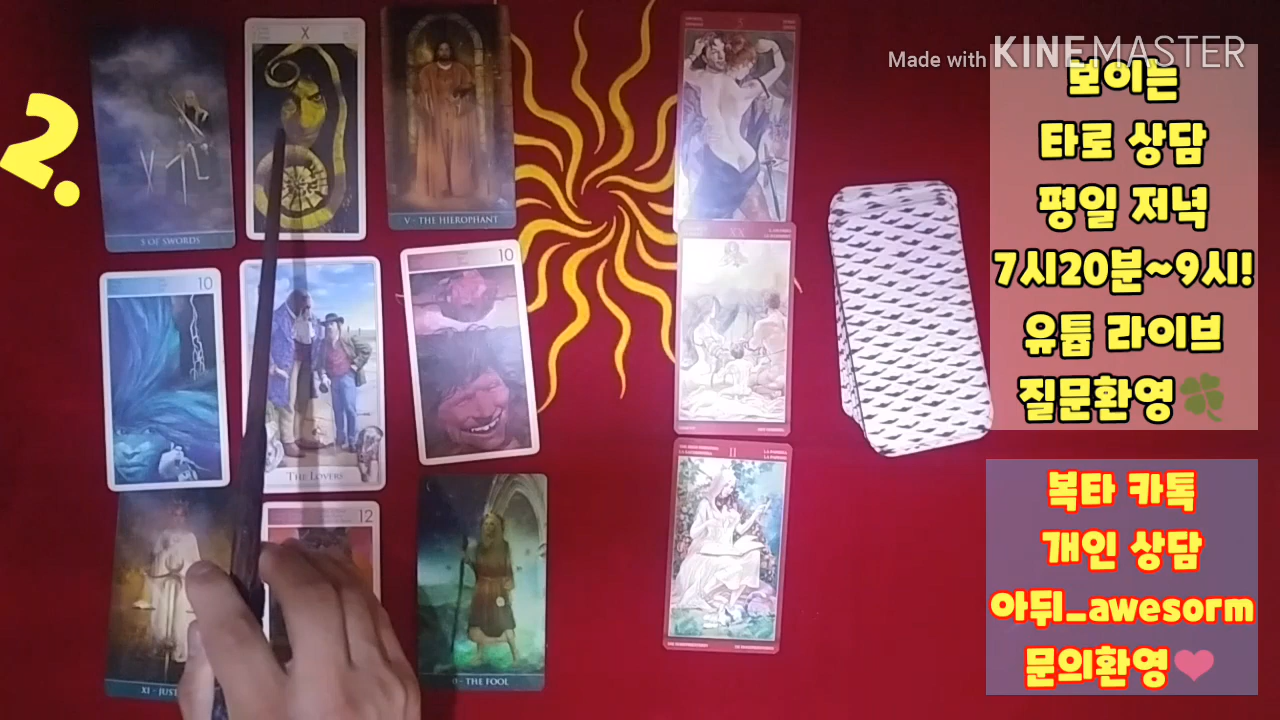 2.
Made with KINEMASTER
보이는
타로 상담
평일 저녁
7시20분~9시!
유튭 라이브
질문환영🍀
복타 카톡
개인 상담
아뒤_awesorm
문의환영❤
X
V · THE HIEROPHANT
5 OF SWORDS
10
10
THE LOVERS
12
XI · JUST
THE FOOL
X
XX
II